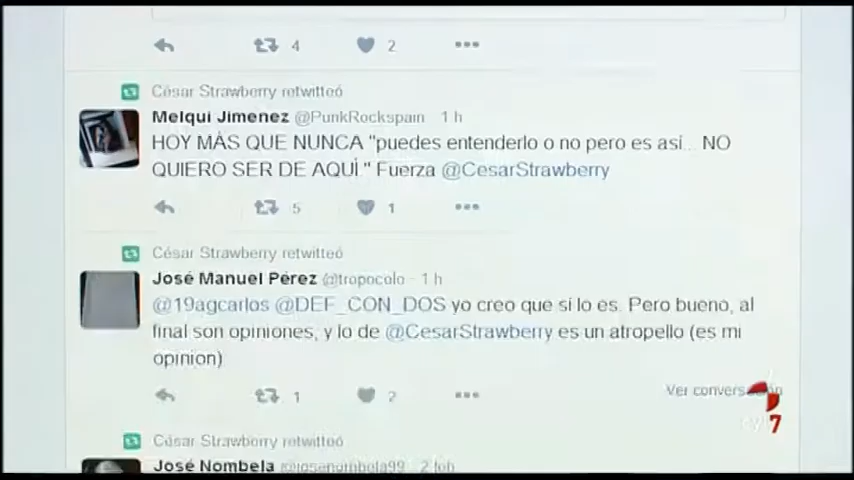 4 2
César Strawberry retwitteó
Melqui Jimenez @PunkRockspain 1 h
HOY MÁS QUE NUNCA "puedes entenderlo o no pero es así... NO
QUIERO SER DE AQUÍ." Fuerza @CesarStrawberry
5 1
César Strawberry retwitteó
José Manuel Pérez @tropocolo · 1 h
@19agcarlos @DEF_CON_DOS yo creo que sí lo es. Pero bueno, al
final son opiniones, y lo de @CesarStrawberry es un atropello (es mi
opinion)
1 2
Ver conversación
7
César Strawberry retwitteó
José Nombela @josenombela99 · 2 feb